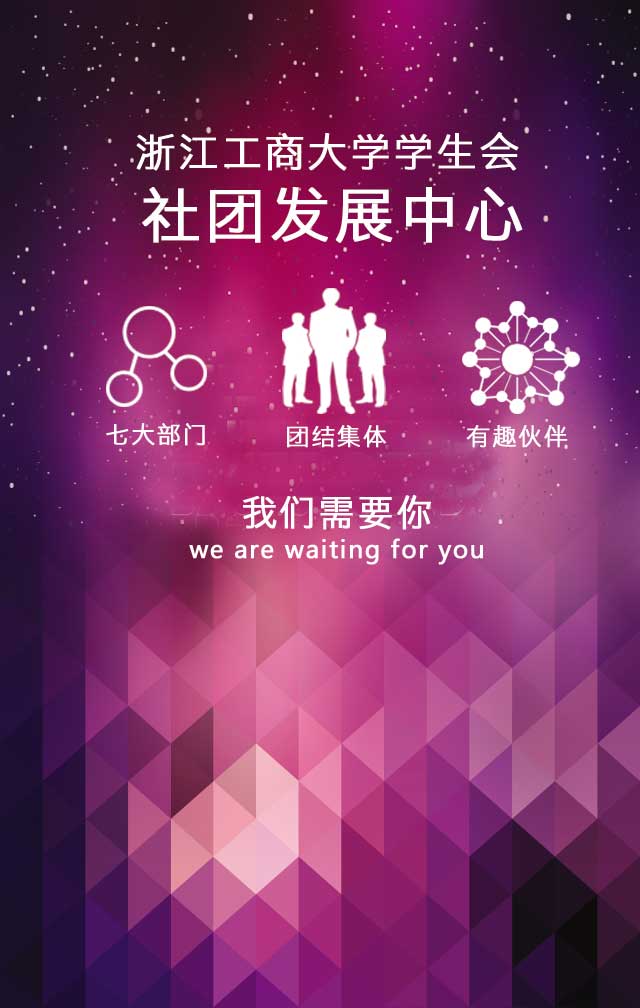 浙江工商大学学生会
社团发展中心
七大部门
团结集体
有趣伙伴
我们需要你
we are waiting for you